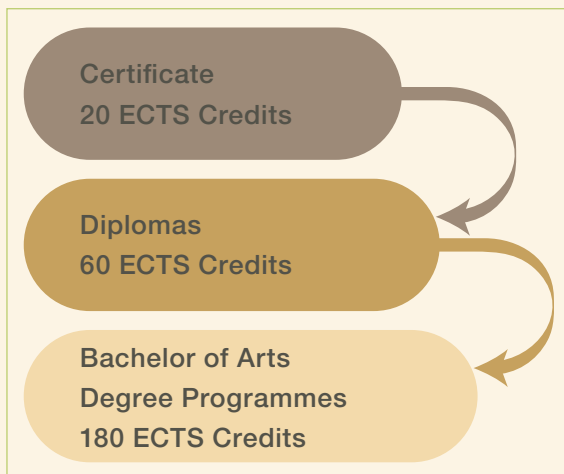 Certificate
20 ECTS Credits
Diplomas
60 ECTS Credits
Bachelor of Arts
Degree Programmes
180 ECTS Credits